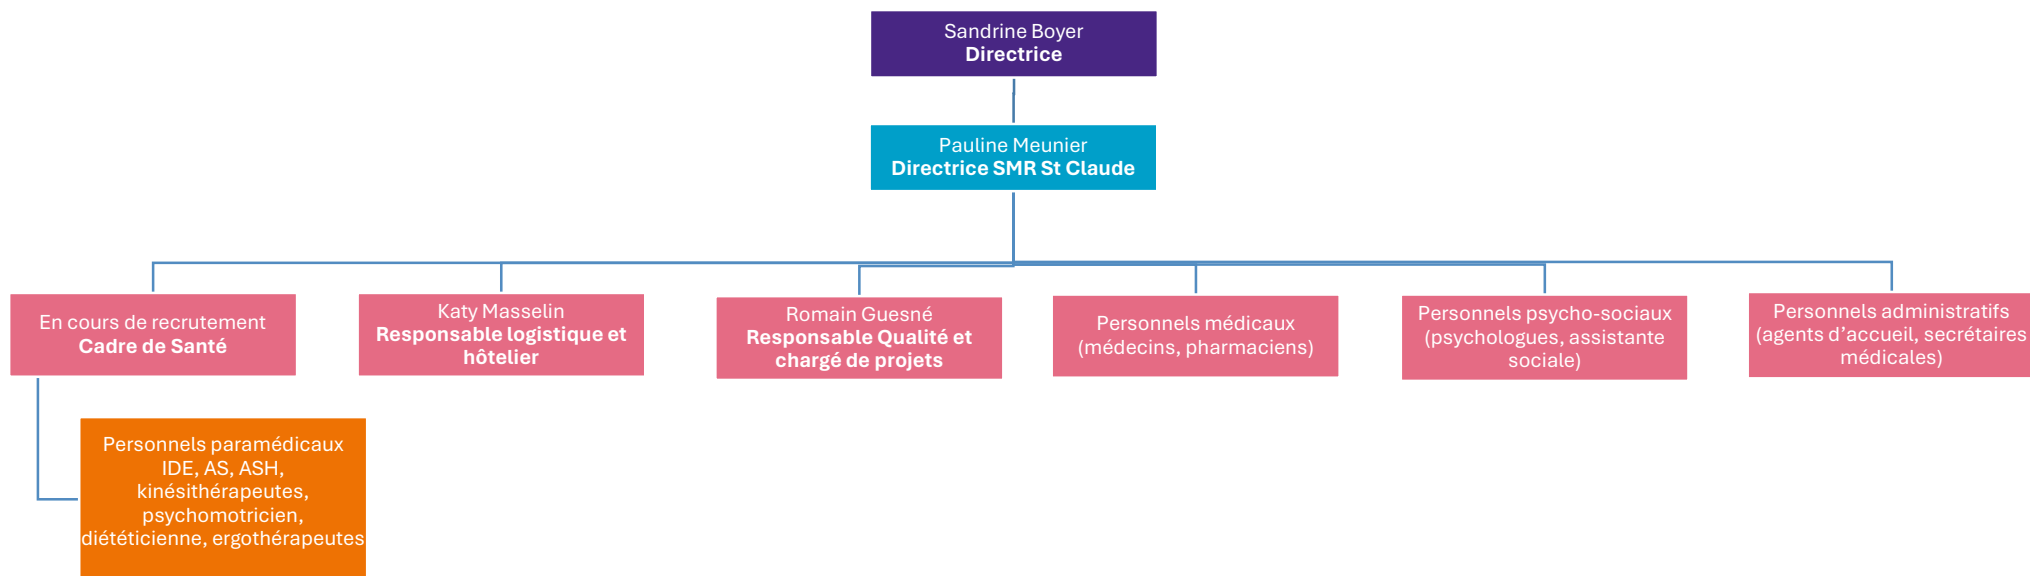 Sandrine Boyer
Directrice
Pauline Meunier
Directrice SMR St Claude
En cours de recrutement
Cadre de Santé
Katy Masselin
Responsable logistique et
hôtelier
Romain Guesné
Responsable Qualité et
chargé de projets
Personnels médicaux
(médecins, pharmaciens)
Personnels psycho-sociaux
(psychologues, assistante
sociale)
Personnels administratifs
(agents d’accueil, secrétaires
médicales)
Personnels paramédicaux
IDE, AS, ASH,
kinésithérapeutes,
psychomotricien,
diététicienne, ergothérapeutes